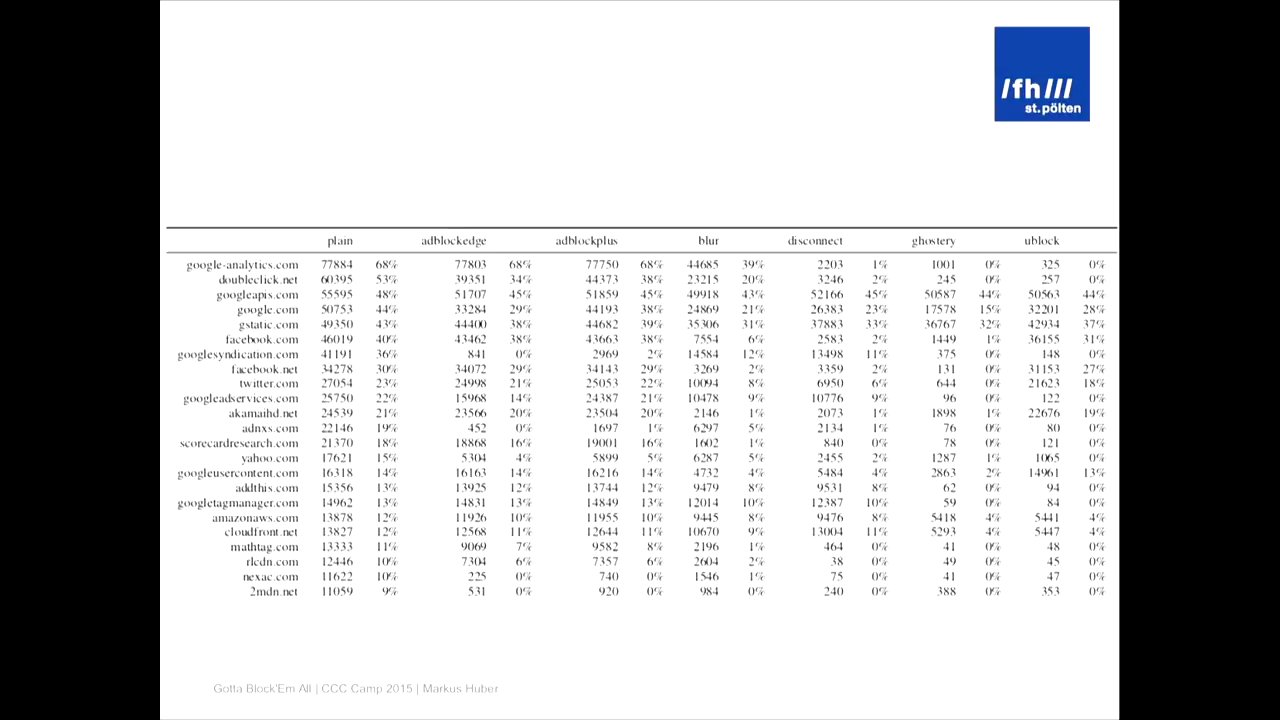 /fh///
st.pölten
plain adblockedge adblockplus blur disconnect ghostery ublock
google-analytics.com 77884 68% 77803 68% 77750 68% 44685 39% 2203 1% 1001 0% 325 0%
doubleclick.net 60395 53% 39351 34% 44373 38% 23215 20% 3246 2% 245 0% 257 0%
googleapis.com 55595 48% 51707 45% 51859 45% 49918 43% 52166 45% 50587 44% 50563 44%
google.com 50753 44% 33284 29% 44193 38% 24869 21% 26383 23% 17578 15% 32201 28%
gstatic.com 49350 43% 44400 38% 44682 39% 35306 31% 37883 33% 36767 32% 42934 37%
facebook.com 46019 40% 43462 38% 43663 38% 7554 6% 2583 2% 1449 1% 36155 31%
googlesyndication.com 41191 36% 841 0% 2969 2% 14584 12% 13498 11% 375 0% 148 0%
facebook.net 34278 30% 34072 29% 34143 29% 3269 2% 3359 2% 131 0% 31153 27%
twitter.com 27054 23% 24998 21% 25053 22% 10094 8% 6950 6% 644 0% 21623 18%
googleadservices.com 25750 22% 15968 14% 24387 21% 10478 9% 10776 9% 96 0% 122 0%
akamaihd.net 24539 21% 23566 20% 23504 20% 2146 1% 2073 1% 1898 1% 22676 19%
adnxs.com 22146 19% 452 0% 1697 1% 6297 5% 2134 1% 76 0% 80 0%
scorecardresearch.com 21370 18% 18868 16% 19001 16% 1602 1% 840 0% 78 0% 121 0%
yahoo.com 17621 15% 5304 4% 5899 5% 6287 5% 2455 2% 1287 1% 1065 0%
googleusercontent.com 16318 14% 16163 14% 16216 14% 4732 4% 5484 4% 2863 2% 14961 13%
addthis.com 15356 13% 13925 12% 13744 12% 9479 8% 9531 8% 62 0% 94 0%
googletagmanager.com 14962 13% 14831 13% 14849 13% 12014 10% 12387 10% 59 0% 84 0%
amazonaws.com 13878 12% 11926 10% 11955 10% 9445 8% 9476 8% 5418 4% 5441 4%
cloudfront.net 13827 12% 12568 11% 12644 11% 10670 9% 13004 11% 5293 4% 5447 4%
mathtag.com 13333 11% 9069 7% 9582 8% 2196 1% 464 0% 41 0% 48 0%
rlcdn.com 12446 10% 7304 6% 7357 6% 2604 2% 38 0% 49 0% 45 0%
nexac.com 11622 10% 225 0% 740 0% 1546 1% 75 0% 41 0% 47 0%
2mdn.net 11059 9% 531 0% 920 0% 984 0% 240 0% 388 0% 353 0%
Gotta Block'Em All | CCC Camp 2015 | Markus Huber